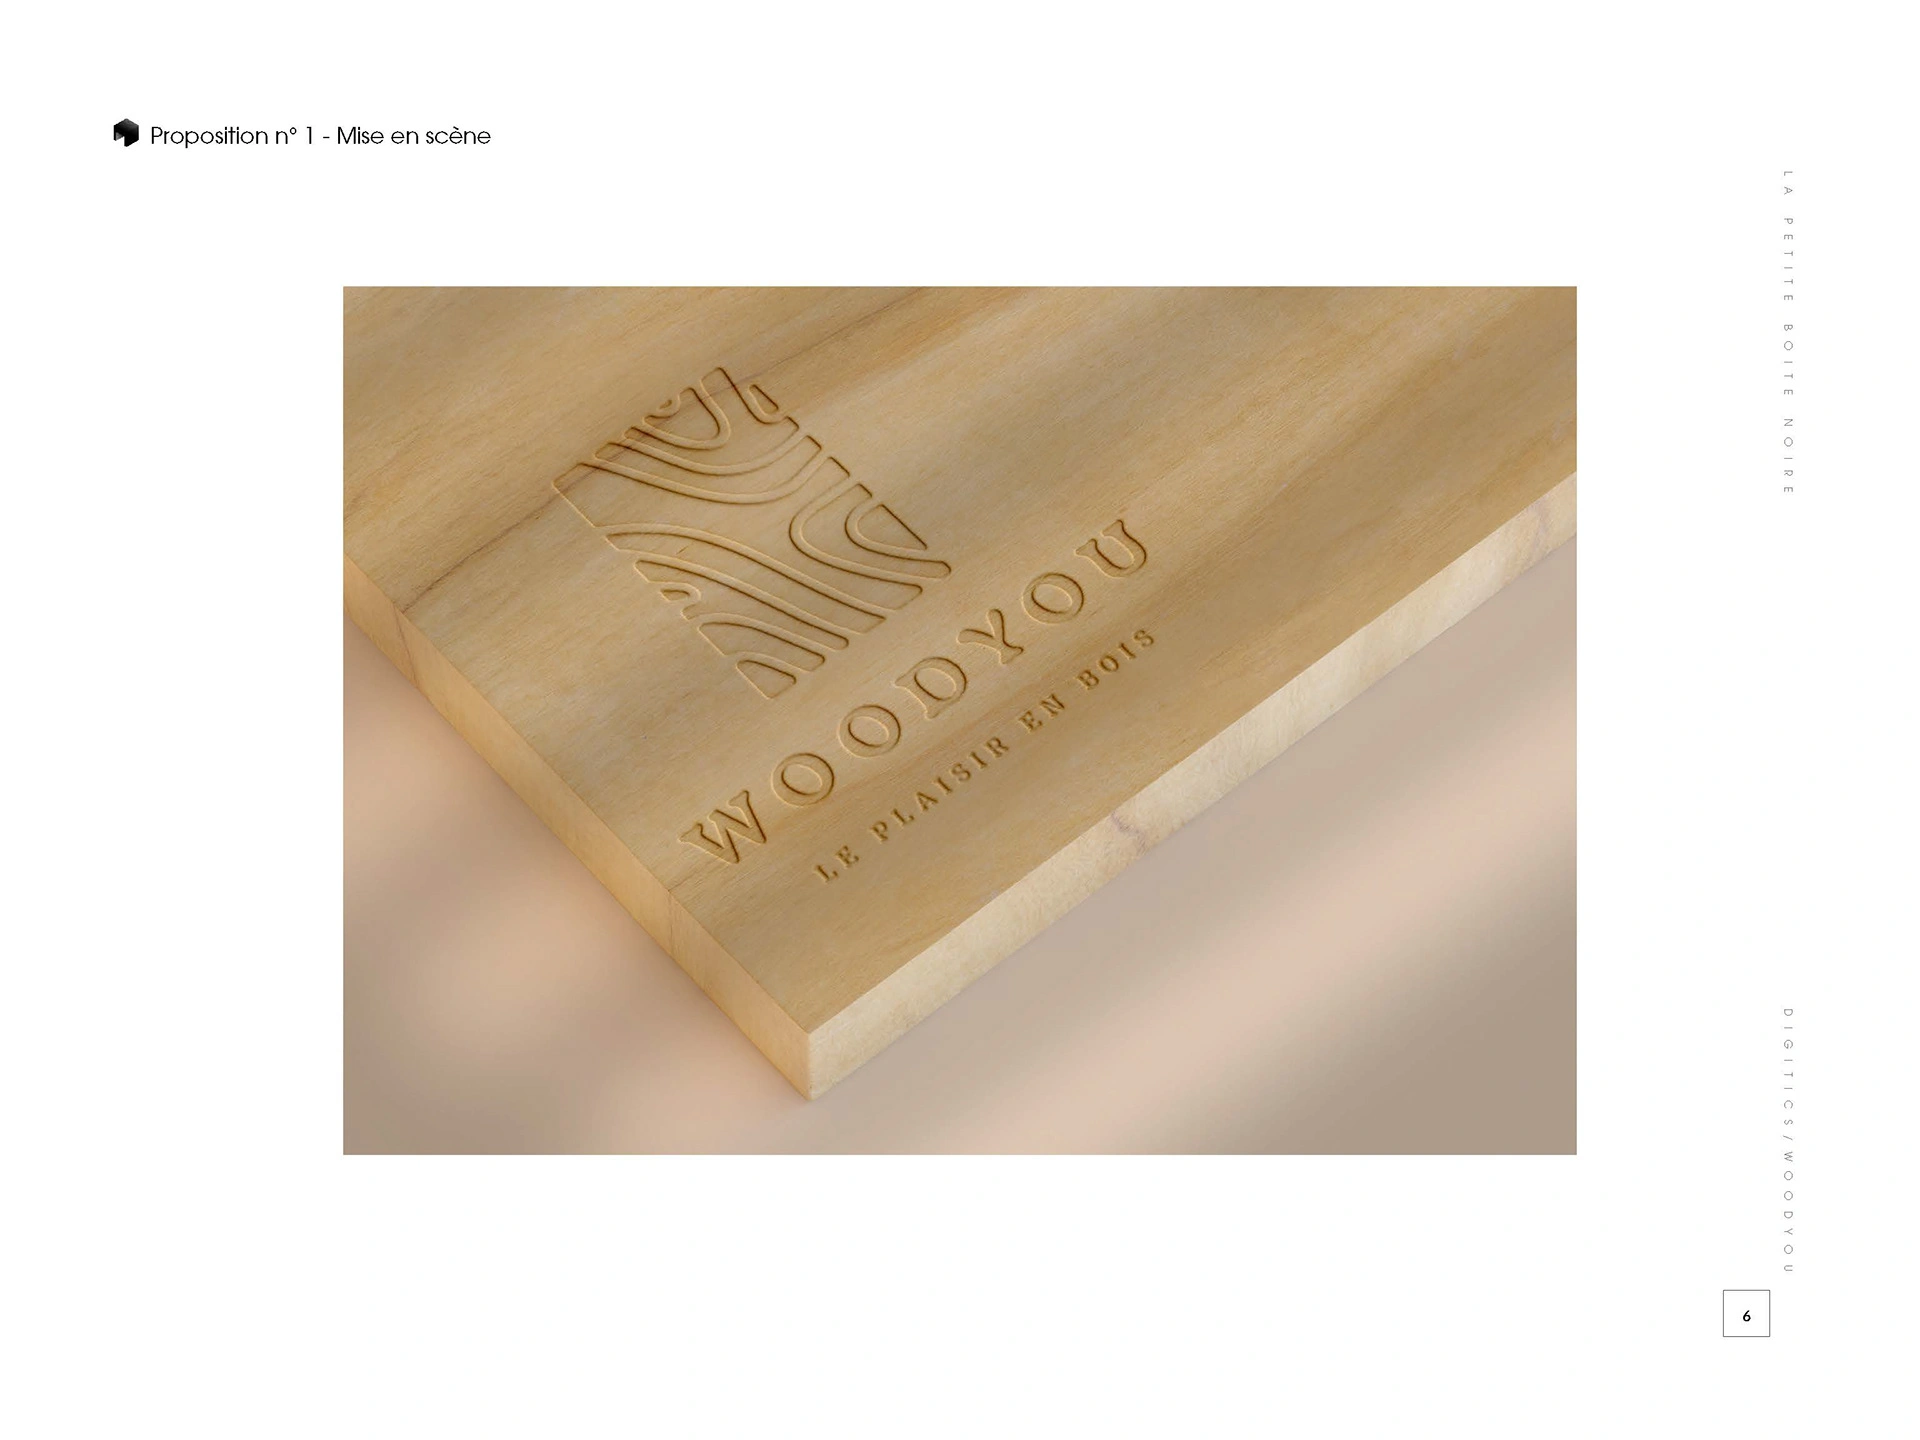 Proposition n° 1 - Mise en scène
LA PETITE BOITE NOIRE
WOODYOU
LE PLAISIR EN BOIS
DIGITICS/WOODYOU
6